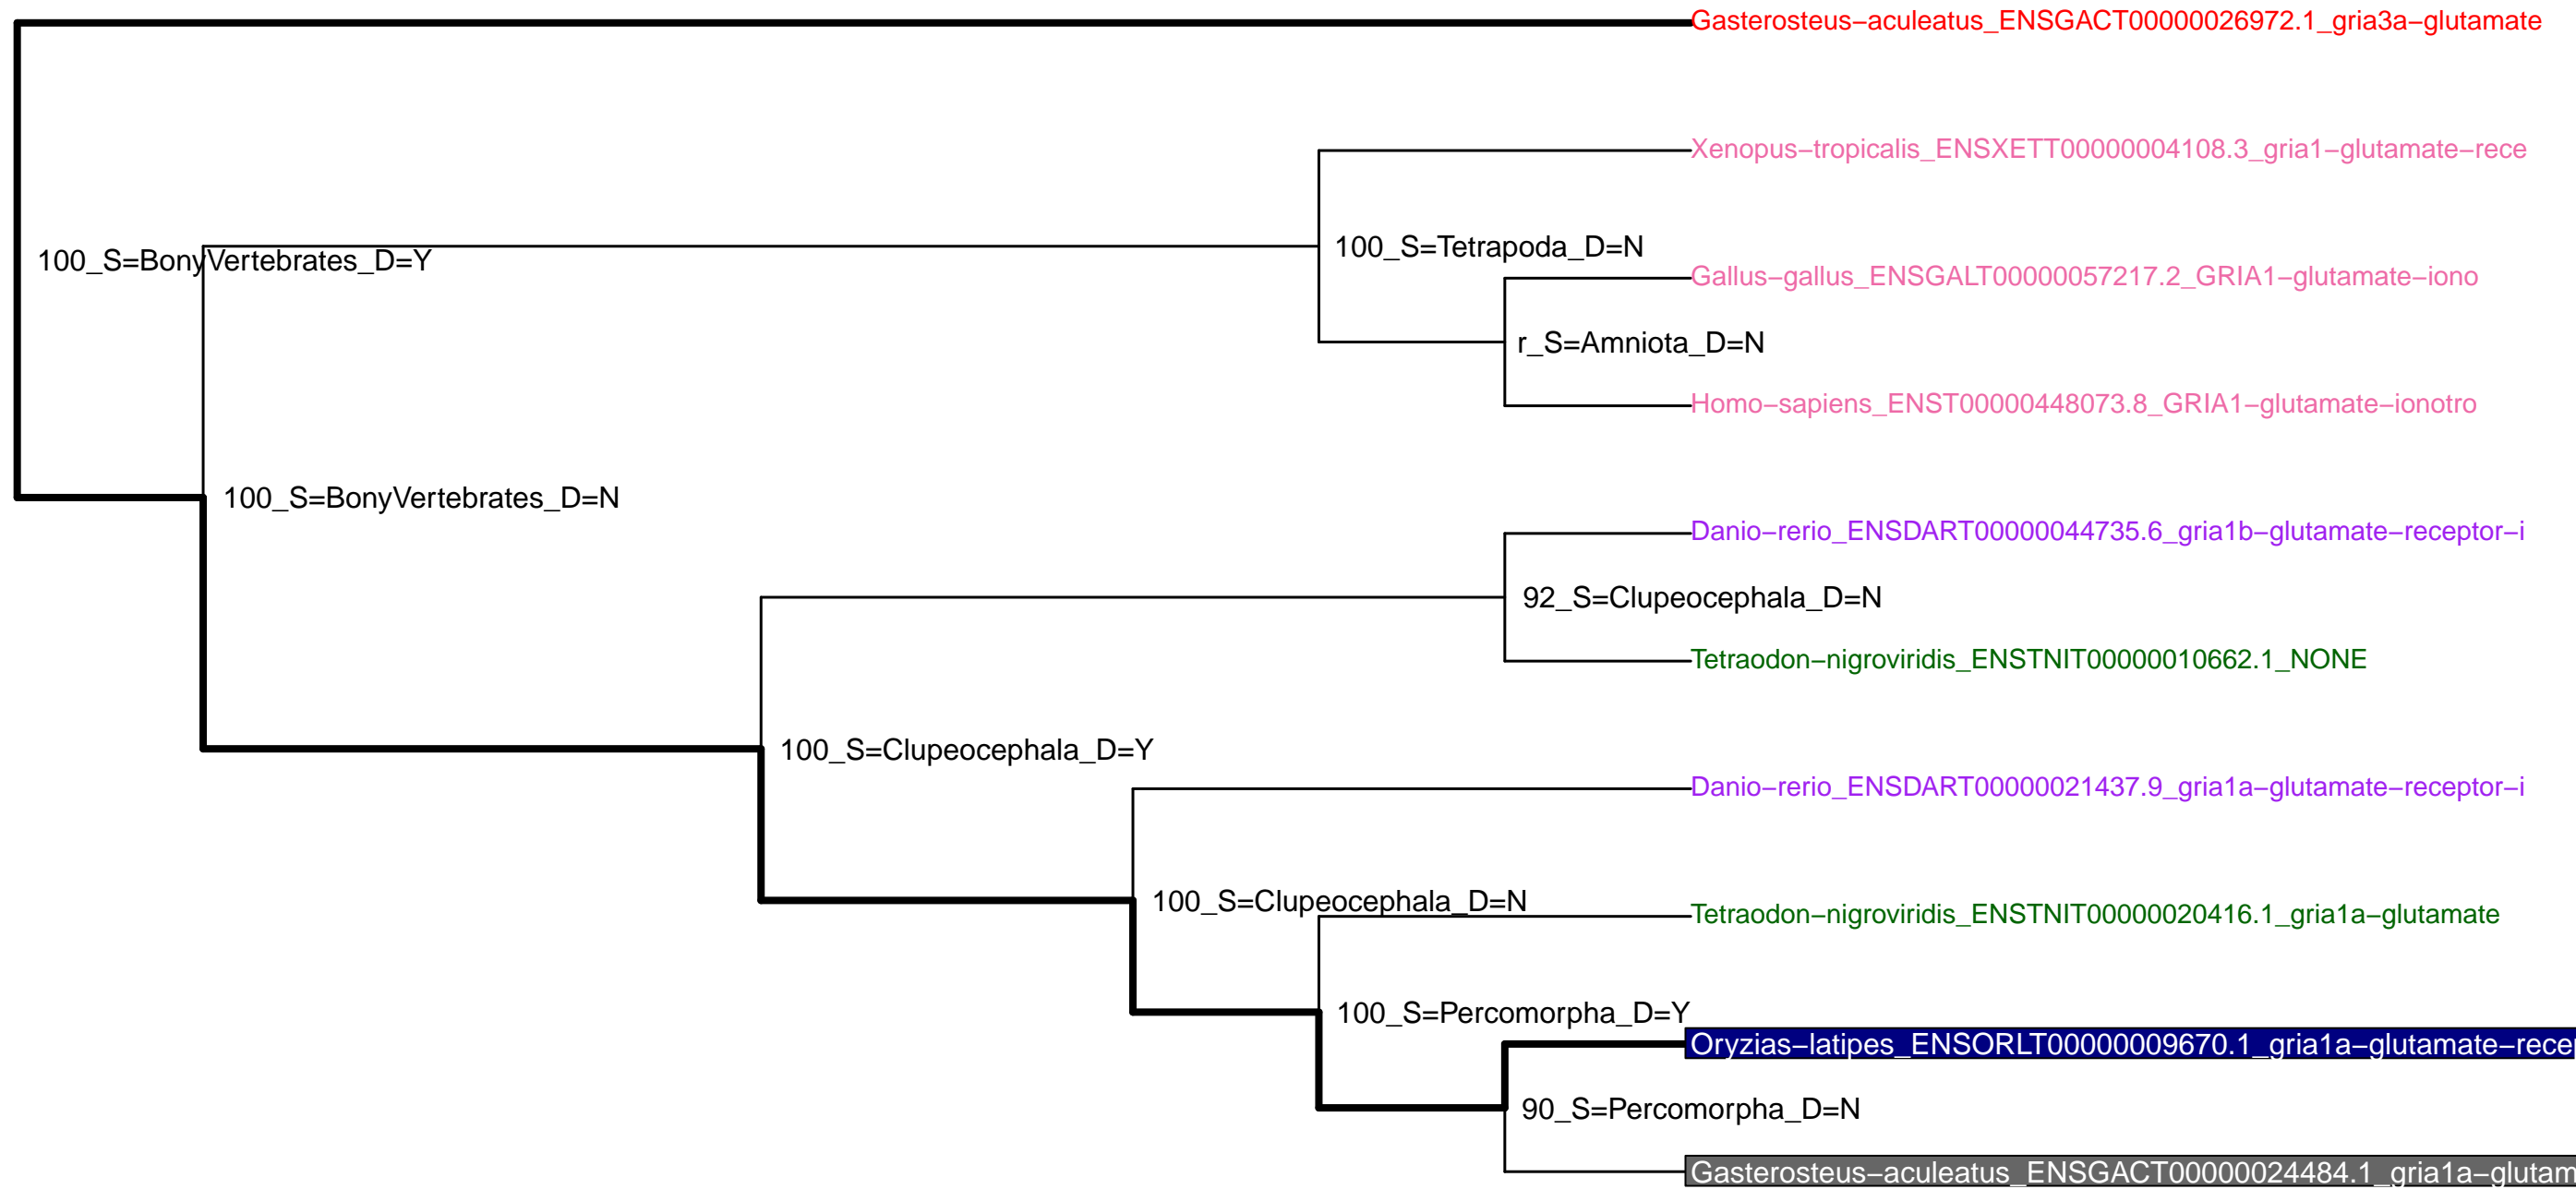 Gasterosteus−aculeatus_ENSGACT00000026972.1_gria3a−glutamate
Xenopus−tropicalis_ENSXETT00000004108.3_gria1−glutamate−rece
100_S=BonyVertebrates_D=Y
100_S=Tetrapoda_D=N
Gallus−gallus_ENSGALT00000057217.2_GRIA1−glutamate−iono
r_S=Amniota_D=N
Homo−sapiens_ENST00000448073.8_GRIA1−glutamate−ionotro
100_S=BonyVertebrates_D=N
Danio−rerio_ENSDART00000044735.6_gria1b−glutamate−receptor−i
92_S=Clupeocephala_D=N
Tetraodon−nigroviridis_ENSTNIT00000010662.1_NONE
100_S=Clupeocephala_D=Y
Danio−rerio_ENSDART00000021437.9_gria1a−glutamate−receptor−i
100_S=Clupeocephala_D=N
Tetraodon−nigroviridis_ENSTNIT00000020416.1_gria1a−glutamate
100_S=Percomorpha_D=Y
Oryzias−latipes_ENSORLT00000009670.1_gria1a−glutamate−recep
90_S=Percomorpha_D=N
Gasterosteus−aculeatus_ENSGACT00000024484.1_gria1a−glutam